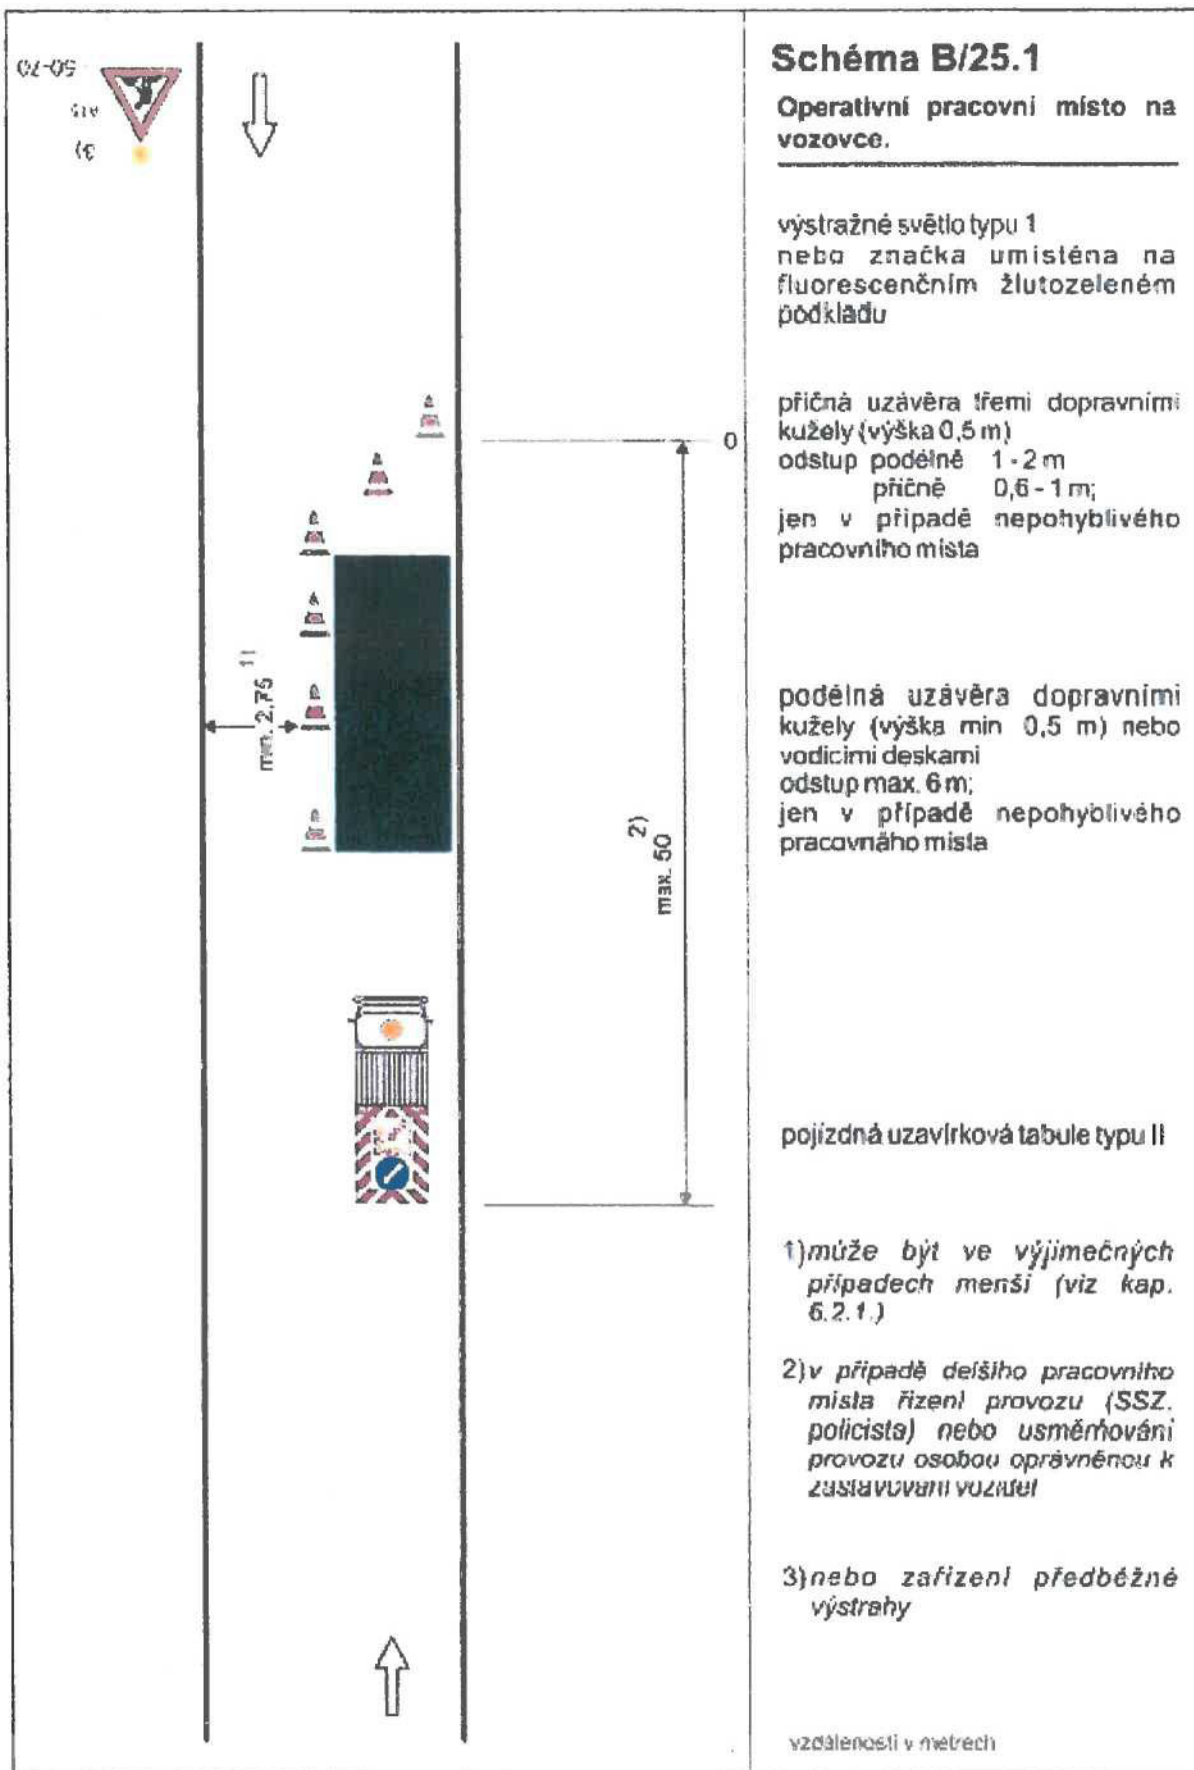 50-70
A15
3)
0
min. 2,75 1)
max. 50 2)
Schéma B/25.1
Operativní pracovní místo na
vozovce.
výstražné světlo typu 1
nebo značka umístěna na
fluorescenčním žlutozeleném
podkladu
příčná uzávěra třemi dopravními
kužely (výška 0,5 m)
odstup podélně 1 - 2 m
příčně 0,6 - 1 m;
jen v případě nepohyblivého
pracovního místa
podélná uzávěra dopravními
kužely (výška min 0,5 m) nebo
vodicími deskami
odstup max. 6 m;
jen v případě nepohyblivého
pracovnáho místa
pojízdná uzavírková tabule typu II
1) může být ve výjimečných
případech menší (viz kap.
6.2.1.)
2) v případě delšího pracovního
místa řízení provozu (SSZ.
policista) nebo usměrňování
provozu osobou oprávněnou k
zastavování vozidel
3) nebo zařízení předběžné
výstrahy
vzdálenosti v metrech